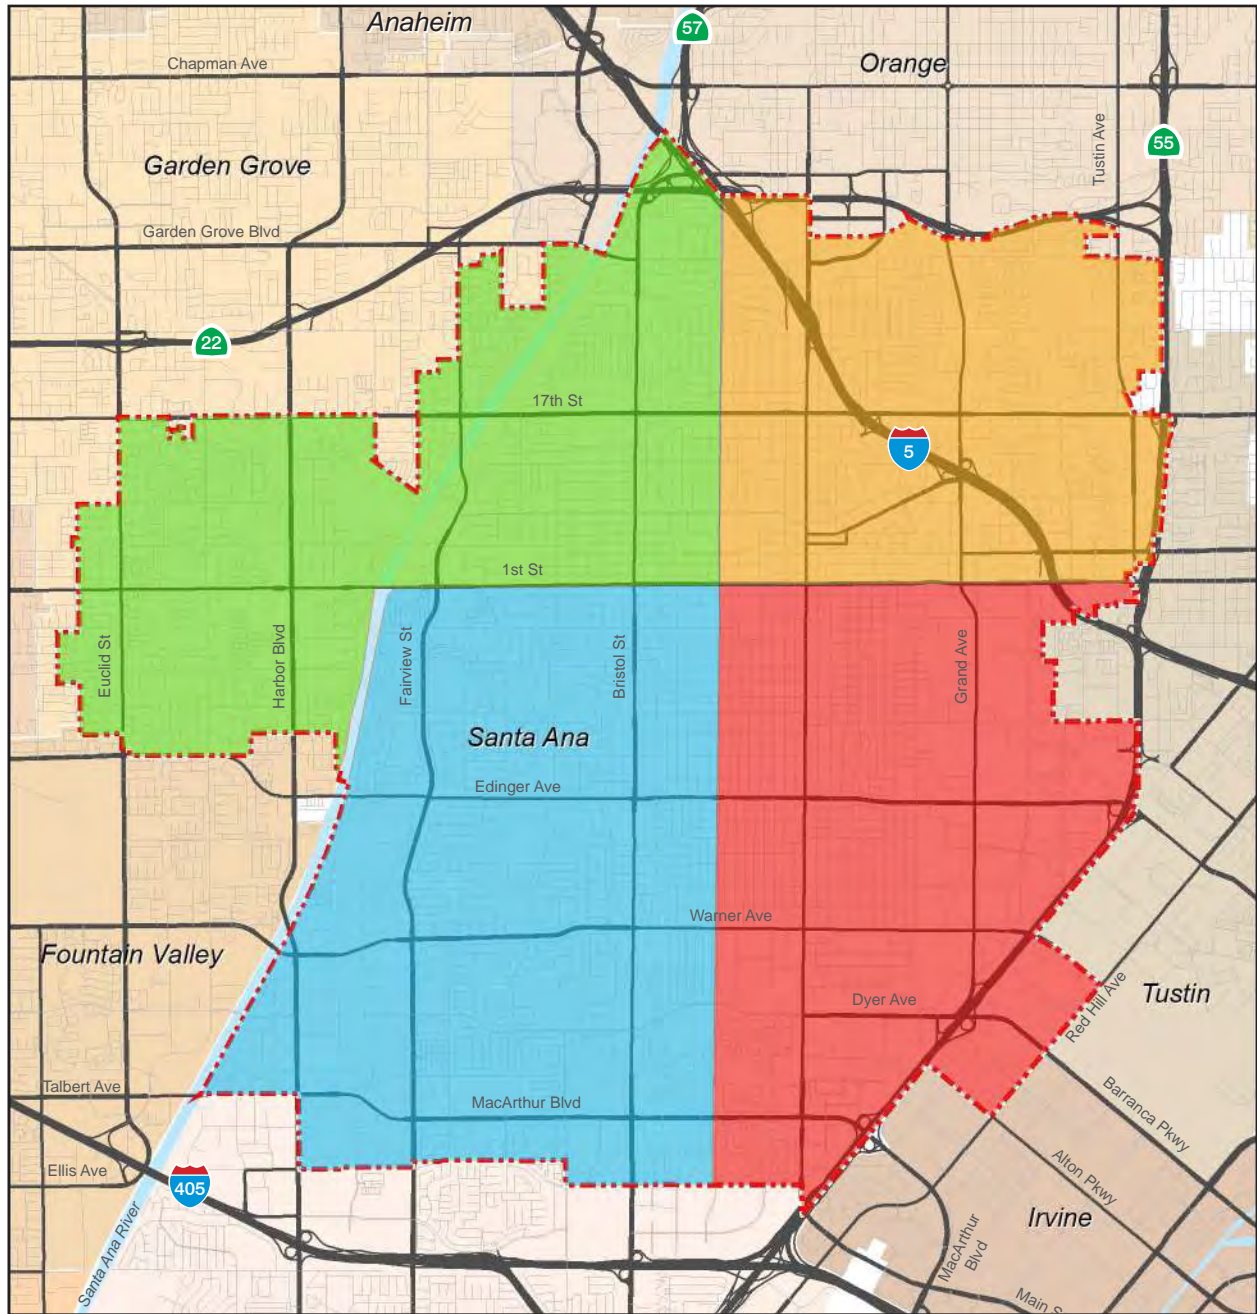 Anaheim
57
Orange
Chapman Ave
Tustin Ave
55
Garden Grove
Garden Grove Blvd
22
17th St
5
1st St
Euclid St
Harbor Blvd
Fairview St
Bristol St
Grand Ave
Santa Ana
Edinger Ave
Warner Ave
Fountain Valley
Tustin
Dyer Ave
Red Hill Ave
Talbert Ave
MacArthur Blvd
Barranca Pkwy
Ellis Ave
405
Alton Pkwy
Irvine
Santa Ana River
MacArthur
Blvd
Main S